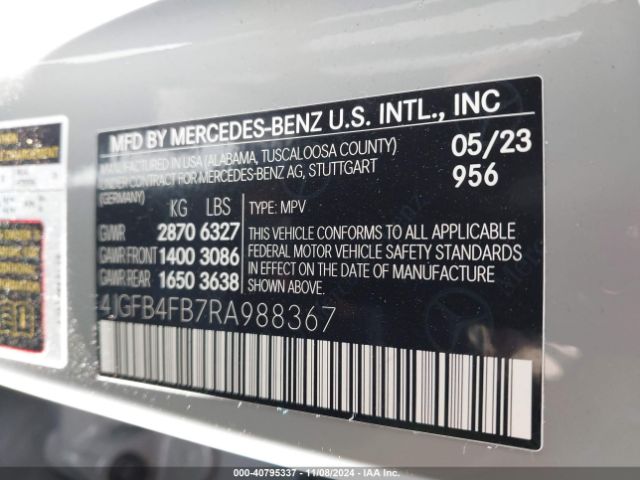 MFD BY MERCEDES-BENZ U.S. INTL., INC
MANUFACTURED IN USA (ALABAMA, TUSCALOOSA COUNTY)
UNDER CONTRACT FOR MERCEDES-BENZ AG, STUTTGART
(GERMANY)
05/23
956
KG LBS
GVWR 2870 6327
GAWR FRONT 1400 3086
GAWR REAR 1650 3638
TYPE: MPV
THIS VEHICLE CONFORMS TO ALL APPLICABLE
FEDERAL MOTOR VEHICLE SAFETY STANDARDS
IN EFFECT ON THE DATE OF MANUFACTURE
SHOWN ABOVE.
4JGFB4FB7RA988367
000-40795337 - 11/08/2024 - IAA Inc.